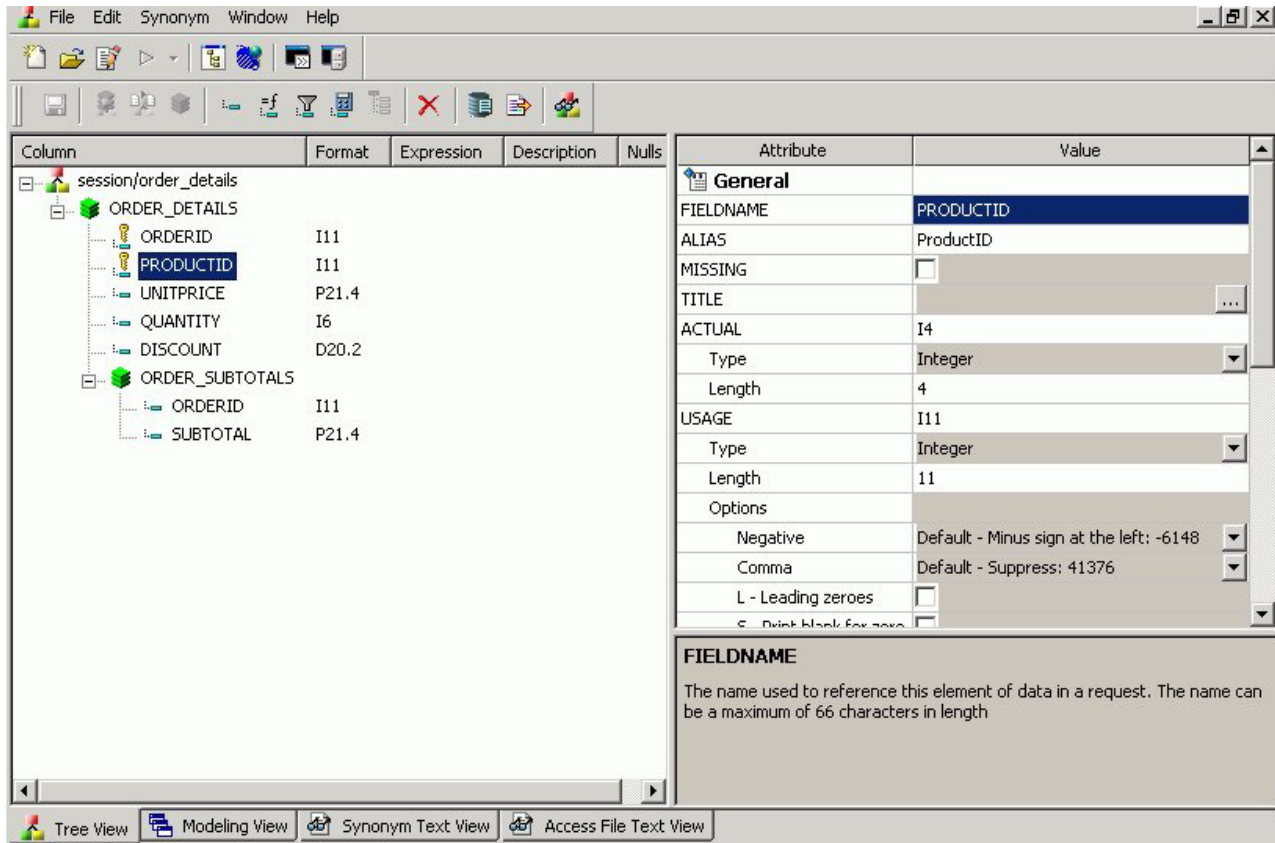 File Edit Synonym Window Help
Column Format Expression Description Nulls
session/order_details
ORDER_DETAILS
ORDERID I11
PRODUCTID I11
UNITPRICE P21.4
QUANTITY I6
DISCOUNT D20.2
ORDER_SUBTOTALS
ORDERID I11
SUBTOTAL P21.4
Attribute Value
General
FIELDNAME PRODUCTID
ALIAS ProductID
MISSING
TITLE ...
ACTUAL I4
Type Integer
Length 4
USAGE I11
Type Integer
Length 11
Options
Negative Default - Minus sign at the left: -6148
Comma Default - Suppress: 41376
L - Leading zeroes
S - Print blank for zero
FIELDNAME
The name used to reference this element of data in a request. The name can
be a maximum of 66 characters in length
Tree View Modeling View Synonym Text View Access File Text View